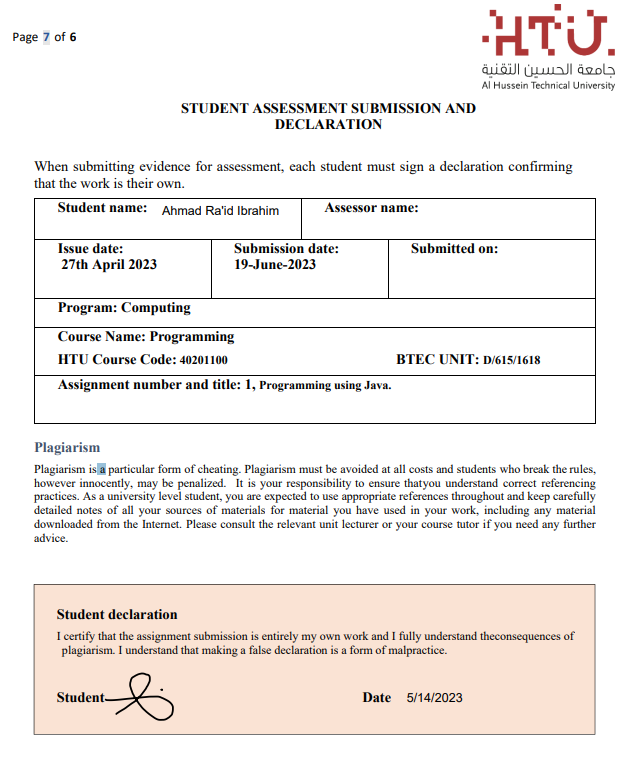 Page 7 of 6
HTU
جامعة الحسين التقنية
Al Hussein Technical University
STUDENT ASSESSMENT SUBMISSION AND
DECLARATION
When submitting evidence for assessment, each student must sign a declaration confirming
that the work is their own.
Student name: Ahmad Ra'id Ibrahim Assessor name:
Issue date: Submission date: Submitted on:
27th April 2023 19-June-2023
Program: Computing
Course Name: Programming
HTU Course Code: 40201100 BTEC UNIT: D/615/1618
Assignment number and title: 1, Programming using Java.
Plagiarism
Plagiarism is a particular form of cheating. Plagiarism must be avoided at all costs and students who break the rules,
however innocently, may be penalized. It is your responsibility to ensure thatyou understand correct referencing
practices. As a university level student, you are expected to use appropriate references throughout and keep carefully
detailed notes of all your sources of materials for material you have used in your work, including any material
downloaded from the Internet. Please consult the relevant unit lecturer or your course tutor if you need any further
advice.
Student declaration
I certify that the assignment submission is entirely my own work and I fully understand theconsequences of
plagiarism. I understand that making a false declaration is a form of malpractice.
Student Date 5/14/2023